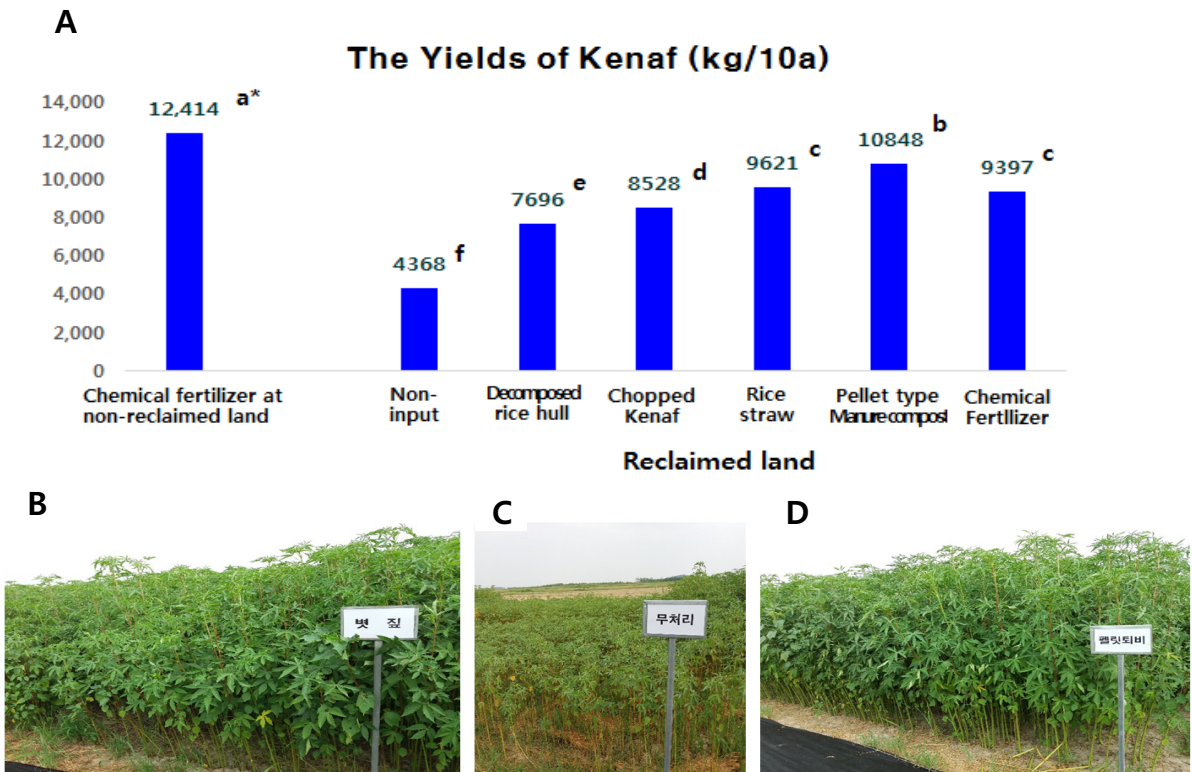 A
The Yields of Kenaf (kg/10a)
14,000
12,000
10,000
8,000
6,000
4,000
2,000
0
12,414 a*
4368 f
7696 e
8528 d
9621 c
10848 b
9397 c
Chemical fertilizer at
non-reclaimed land
Non-
input
Decomposed
rice hull
Chopped
Kenaf
Rice
straw
Pellet type
Manure-compost
Chemical
Fertllizer
Reclaimed land
B
볏 짚
C
무처리
D
펠릿퇴비